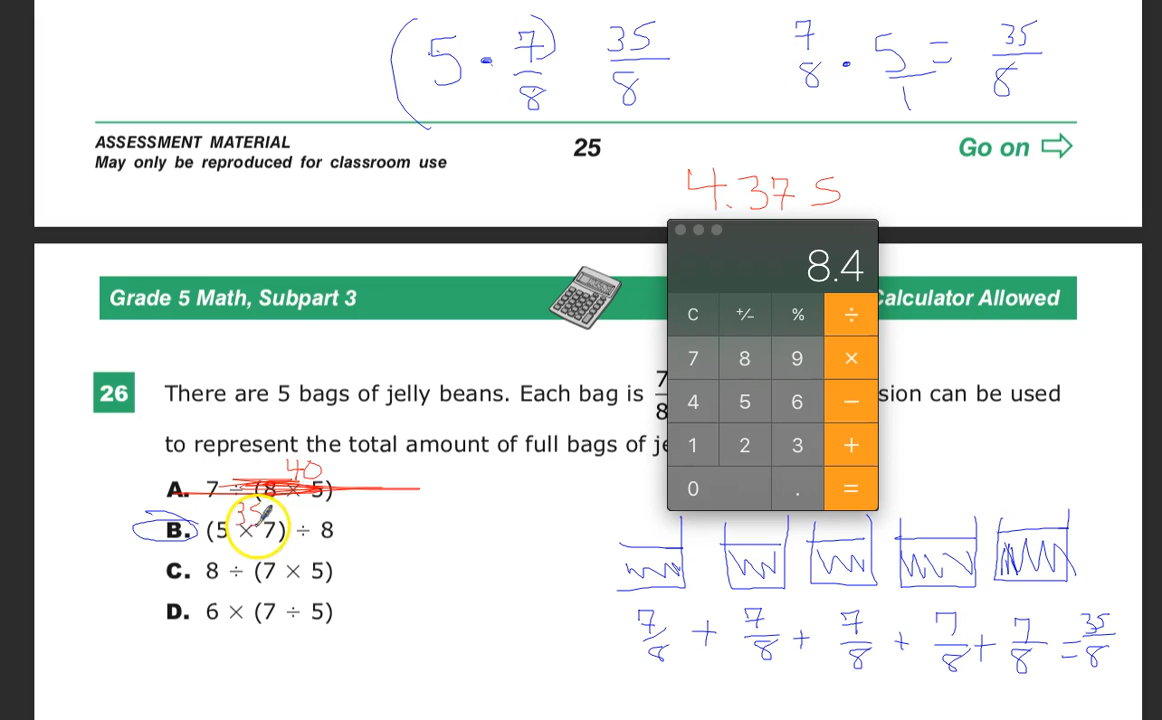 (5 · 7/8) 35/8 7/8 · 5/1 = 35/8
ASSESSMENT MATERIAL
May only be reproduced for classroom use
25
Go on
4.375
Grade 5 Math, Subpart 3
alculator Allowed
8.4
C +/- % ÷
7 8 9 ×
4 5 6 −
1 2 3 +
0 . =
26 There are 5 bags of jelly beans. Each bag is 7/8 sion can be used
to represent the total amount of full bags of je
40
A. 7 ÷ (8 × 5)
35
B. (5 × 7) ÷ 8
C. 8 ÷ (7 × 5)
D. 6 × (7 ÷ 5)
7/8 + 7/8 + 7/8 + 7/8 + 7/8 = 35/8